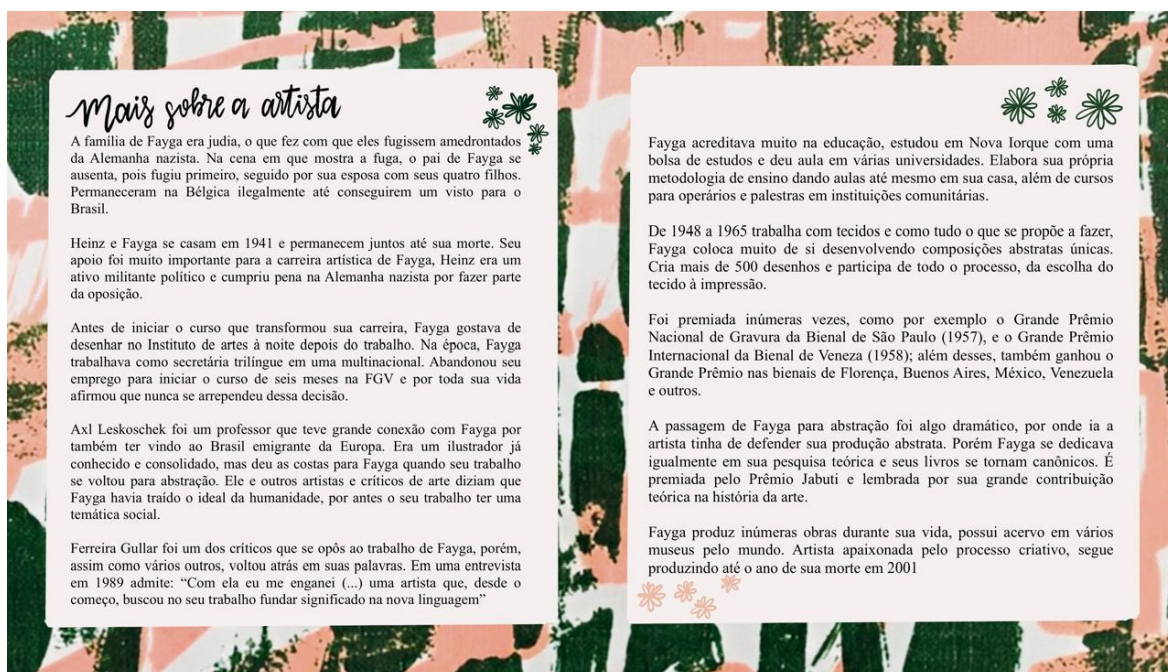 Mais sobre a artista
A família de Fayga era judia, o que fez com que eles fugissem amedrontados
da Alemanha nazista. Na cena em que mostra a fuga, o pai de Fayga se
ausenta, pois fugiu primeiro, seguido por sua esposa com seus quatro filhos.
Permaneceram na Bélgica ilegalmente até conseguirem um visto para o
Brasil.
Heinz e Fayga se casam em 1941 e permanecem juntos até sua morte. Seu
apoio foi muito importante para a carreira artística de Fayga, Heinz era um
ativo militante político e cumpriu pena na Alemanha nazista por fazer parte
da oposição.
Antes de iniciar o curso que transformou sua carreira, Fayga gostava de
desenhar no Instituto de artes à noite depois do trabalho. Na época, Fayga
trabalhava como secretária trilíngue em uma multinacional. Abandonou seu
emprego para iniciar o curso de seis meses na FGV e por toda sua vida
afirmou que nunca se arrependeu dessa decisão.
Axl Leskoschek foi um professor que teve grande conexão com Fayga por
também ter vindo ao Brasil emigrante da Europa. Era um ilustrador já
conhecido e consolidado, mas deu as costas para Fayga quando seu trabalho
se voltou para abstração. Ele e outros artistas e críticos de arte diziam que
Fayga havia traído o ideal da humanidade, por antes o seu trabalho ter uma
temática social.
Ferreira Gullar foi um dos críticos que se opôs ao trabalho de Fayga, porém,
assim como vários outros, voltou atrás em suas palavras. Em uma entrevista
em 1989 admite: “Com ela eu me enganei (...) uma artista que, desde o
começo, buscou no seu trabalho fundar significado na nova linguagem”
Fayga acreditava muito na educação, estudou em Nova Iorque com uma
bolsa de estudos e deu aula em várias universidades. Elabora sua própria
metodologia de ensino dando aulas até mesmo em sua casa, além de cursos
para operários e palestras em instituições comunitárias.
De 1948 a 1965 trabalha com tecidos e como tudo o que se propõe a fazer,
Fayga coloca muito de si desenvolvendo composições abstratas únicas.
Cria mais de 500 desenhos e participa de todo o processo, da escolha do
tecido à impressão.
Foi premiada inúmeras vezes, como por exemplo o Grande Prêmio
Nacional de Gravura da Bienal de São Paulo (1957), e o Grande Prêmio
Internacional da Bienal de Veneza (1958); além desses, também ganhou o
Grande Prêmio nas bienais de Florença, Buenos Aires, México, Venezuela
e outros.
A passagem de Fayga para abstração foi algo dramático, por onde ia a
artista tinha de defender sua produção abstrata. Porém Fayga se dedicava
igualmente em sua pesquisa teórica e seus livros se tornam canônicos. É
premiada pelo Prêmio Jabuti e lembrada por sua grande contribuição
teórica na história da arte.
Fayga produz inúmeras obras durante sua vida, possui acervo em vários
museus pelo mundo. Artista apaixonada pelo processo criativo, segue
produzindo até o ano de sua morte em 2001